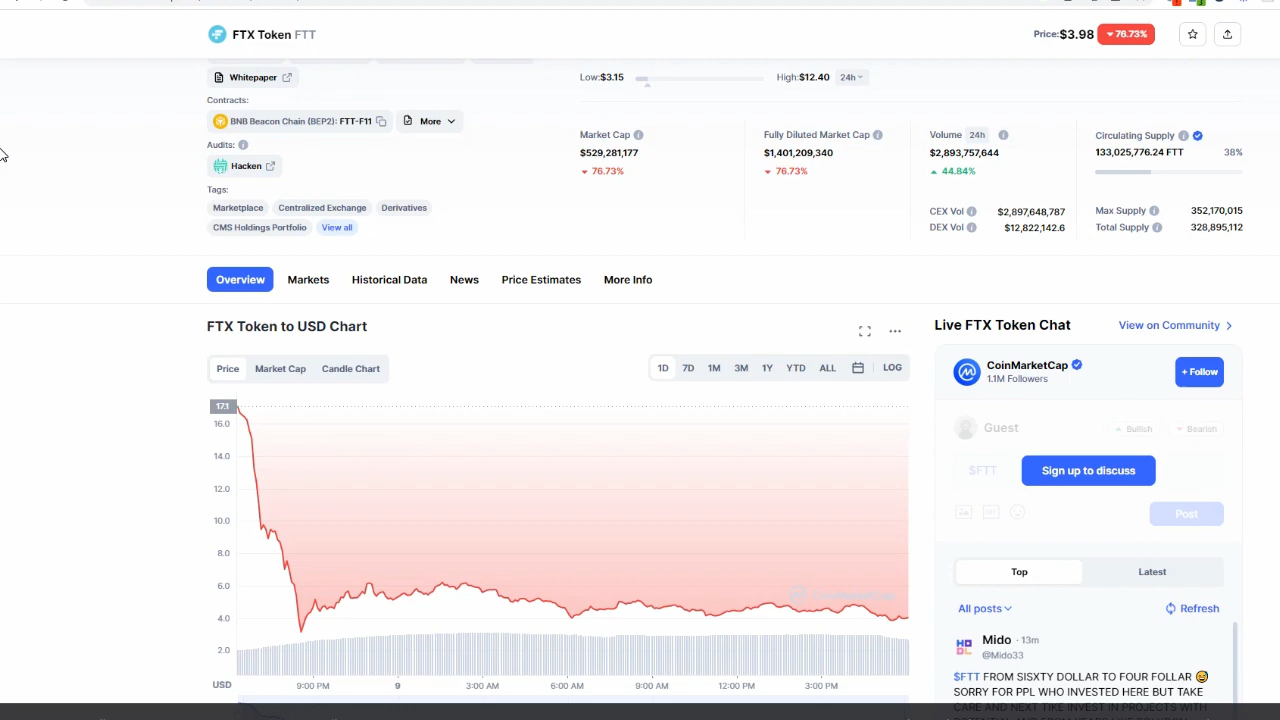 FTX Token FTT
Price:$3.98 76.73%
Whitepaper
Low:$3.15 High:$12.40 24h
Contracts:
BNB Beacon Chain (BEP2): FTT-F11 More
Audits:
Hacken
Tags:
Marketplace Centralized Exchange Derivatives
CMS Holdings Portfolio View all
Market Cap
$529,281,177
76.73%
Fully Diluted Market Cap
$1,401,209,340
76.73%
Volume 24h
$2,893,757,644
44.84%
CEX Vol $2,897,648,787
DEX Vol $12,822,142.6
Circulating Supply
133,025,776.24 FTT 38%
Max Supply 352,170,015
Total Supply 328,895,112
Overview Markets Historical Data News Price Estimates More Info
FTX Token to USD Chart
Price Market Cap Candle Chart
1D 7D 1M 3M 1Y YTD ALL LOG
17.1
16.0
14.0
12.0
10.0
8.0
6.0
4.0
2.0
CoinMarketCap
USD 9:00 PM 9 3:00 AM 6:00 AM 9:00 AM 12:00 PM 3:00 PM
Live FTX Token Chat View on Community
CoinMarketCap
1.1M Followers
+ Follow
Guest Bullish Bearish
$FTT
Sign up to discuss
GIF
Post
Top Latest
All posts Refresh
Mido · 13m
@Mido33
$FTT FROM SISXTY DOLLAR TO FOUR FOLLAR 😅
SORRY FOR PPL WHO INVESTED HERE BUT TAKE
CARE AND NEXT TIKE INVEST IN PROJECTS WITH